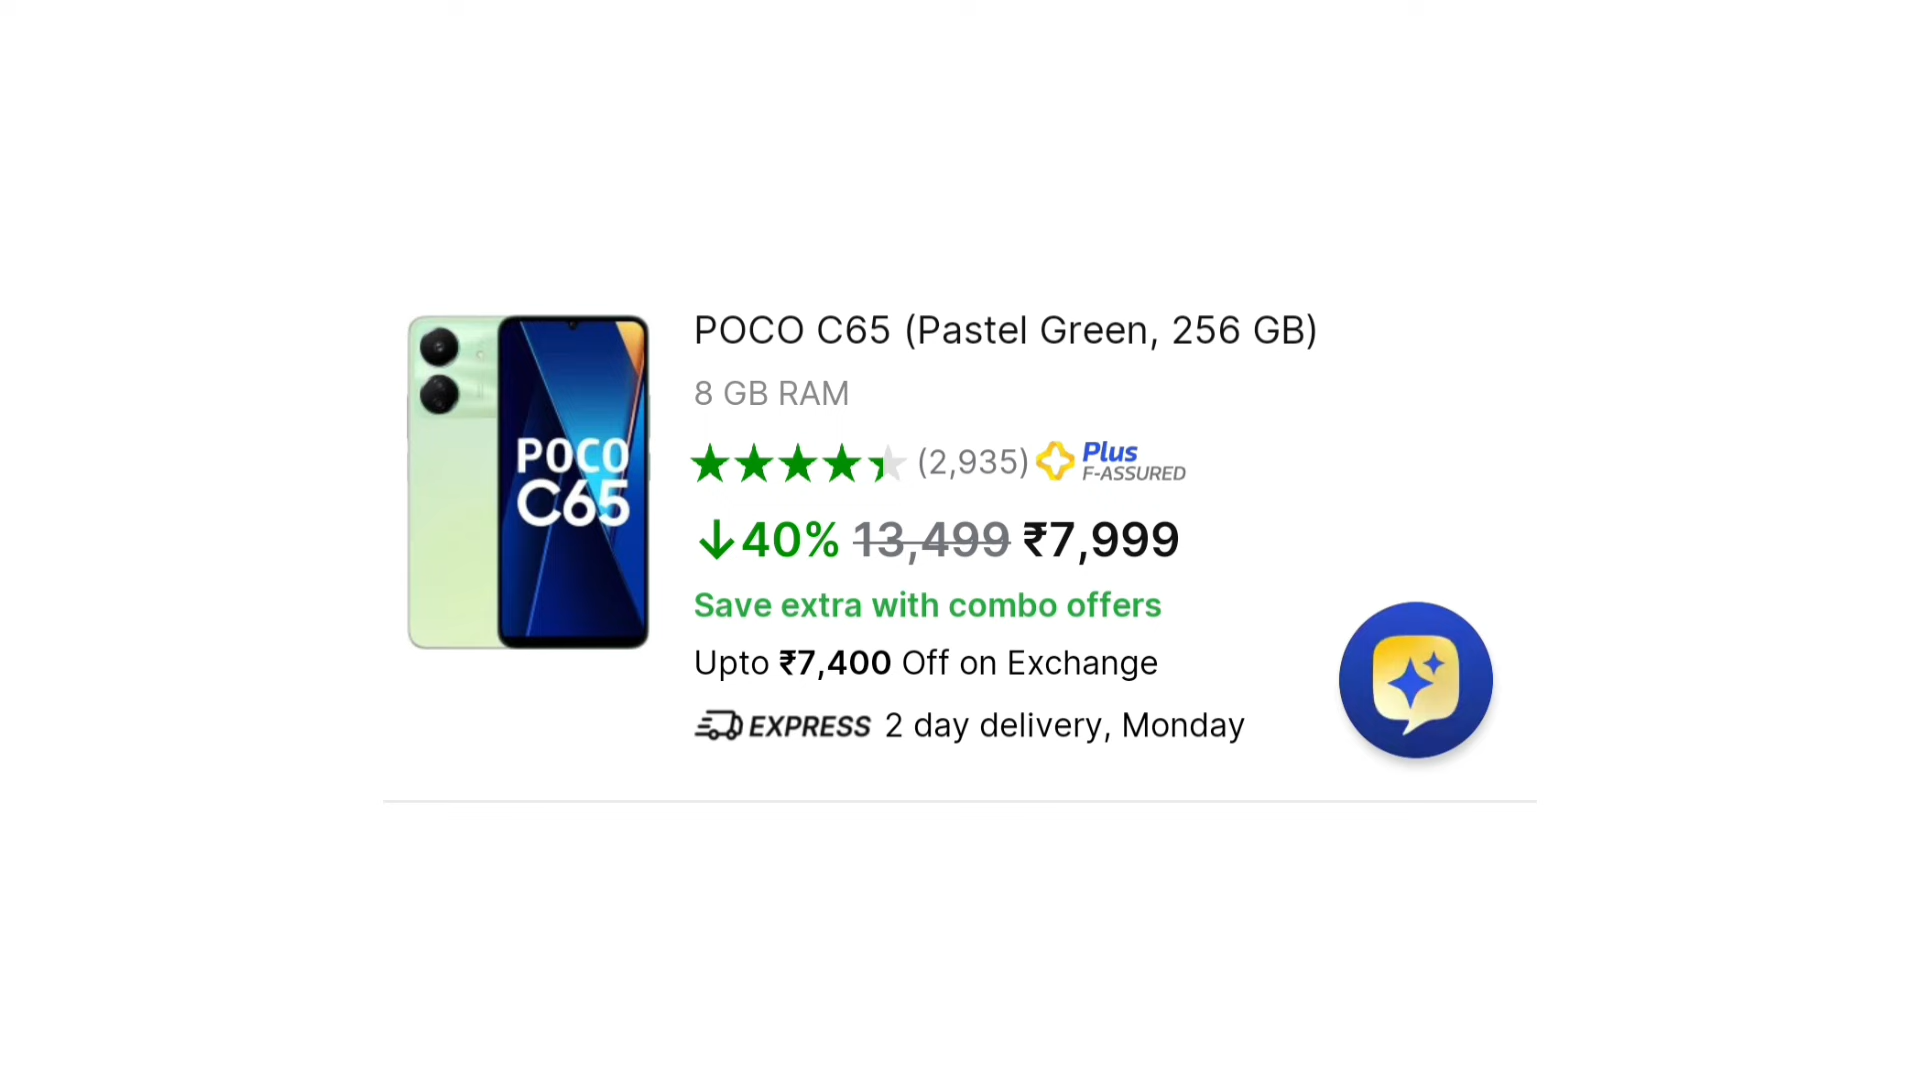 POCO C65 (Pastel Green, 256 GB)
8 GB RAM
(2,935) Plus F-ASSURED
↓40% 13,499 ₹7,999
Save extra with combo offers
Upto ₹7,400 Off on Exchange
EXPRESS 2 day delivery, Monday
POCO
C65